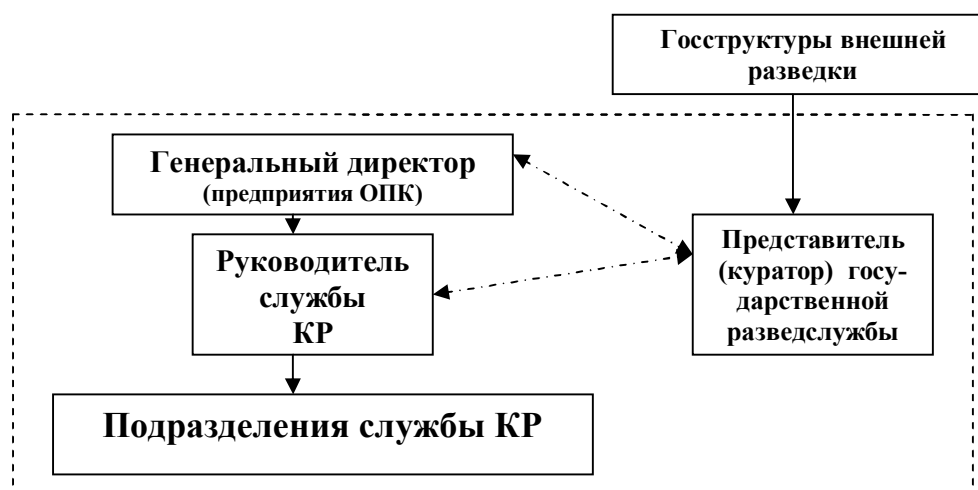 Госструктуры внешней
разведки
Генеральный директор
(предприятия ОПК)
Руководитель
службы
КР
Представитель
(куратор) госу-
дарственной
разведслужбы
Подразделения службы КР